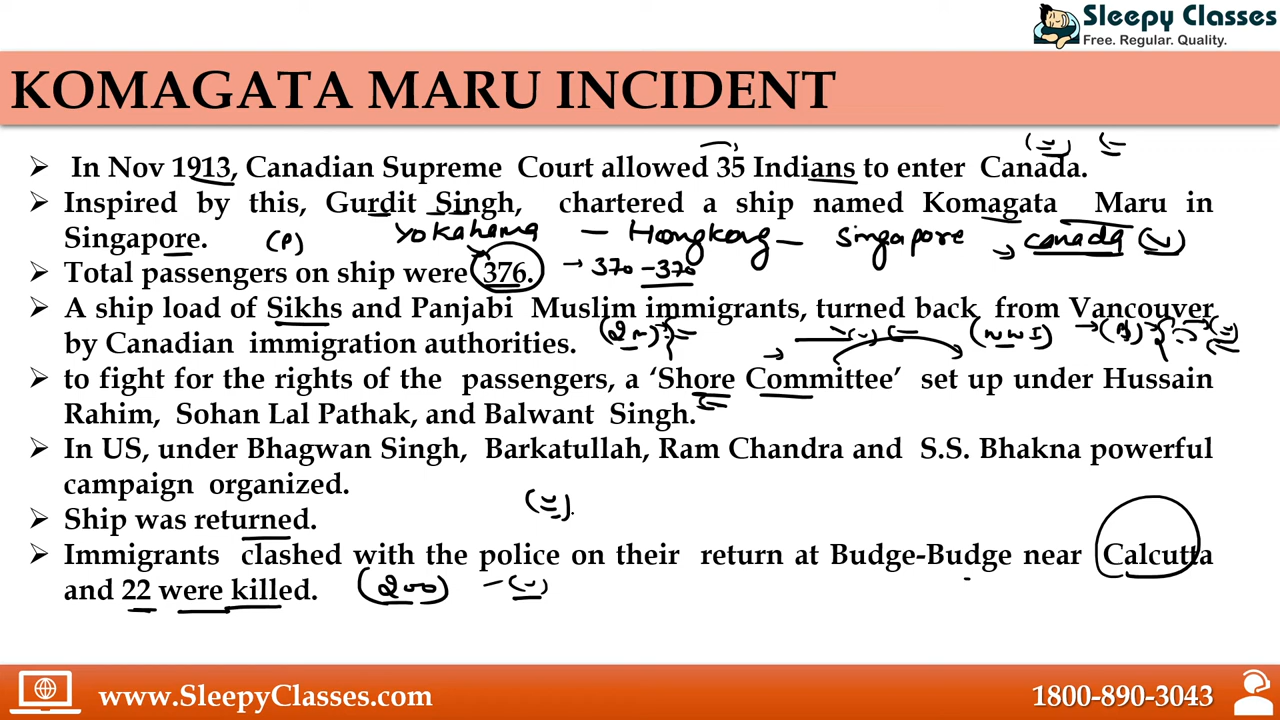 Sleepy Classes
Free. Regular. Quality.
KOMAGATA MARU INCIDENT
➢ In Nov 1913, Canadian Supreme Court allowed 35 Indians to enter Canada.
➢ Inspired by this, Gurdit Singh, chartered a ship named Komagata Maru in
Singapore. (P) Yokahama – Hongkong – Singapore → Canada
➢ Total passengers on ship were 376. → 370 – 370
➢ A ship load of Sikhs and Panjabi Muslim immigrants, turned back from Vancouver
by Canadian immigration authorities. (2M) (WWI)
➢ to fight for the rights of the passengers, a ‘Shore Committee’ set up under Hussain
Rahim, Sohan Lal Pathak, and Balwant Singh.
➢ In US, under Bhagwan Singh, Barkatullah, Ram Chandra and S.S. Bhakna powerful
campaign organized.
➢ Ship was returned.
➢ Immigrants clashed with the police on their return at Budge-Budge near Calcutta
and 22 were killed. (200)
www.SleepyClasses.com
1800-890-3043